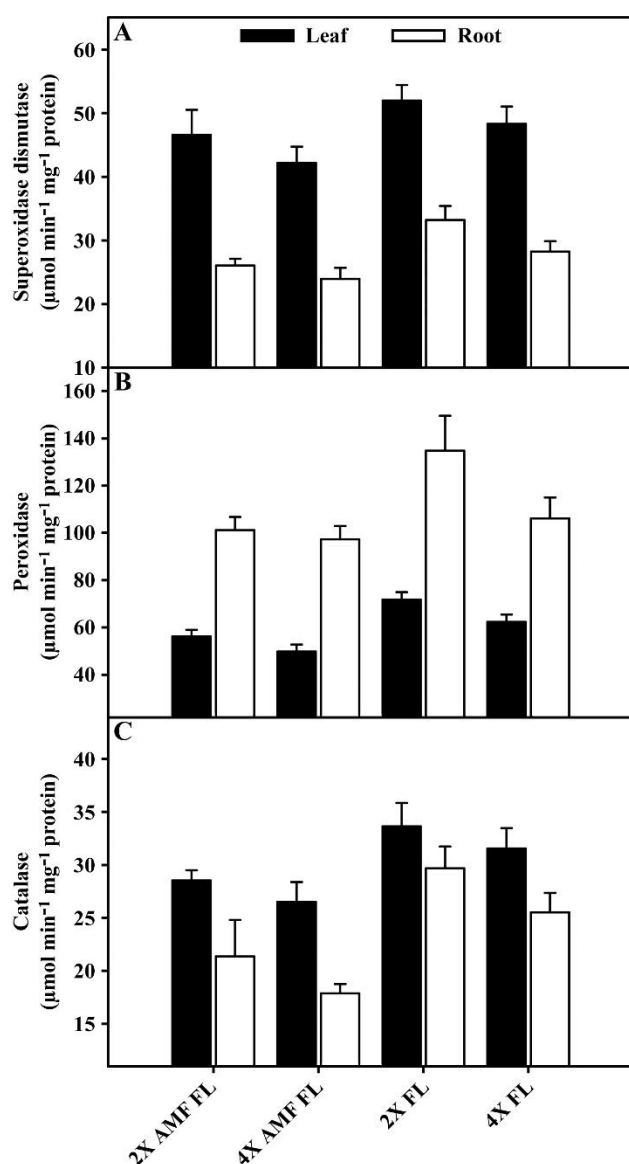 A
Leaf
Root
Superoxidase dismutase
(µmol min⁻¹ mg⁻¹ protein)
60
50
40
30
20
10
B
Peroxidase
(µmol min⁻¹ mg⁻¹ protein)
160
140
120
100
80
60
40
C
Catalase
(µmol min⁻¹ mg⁻¹ protein)
40
35
30
25
20
15
2X AMF FL
4X AMF FL
2X FL
4X FL